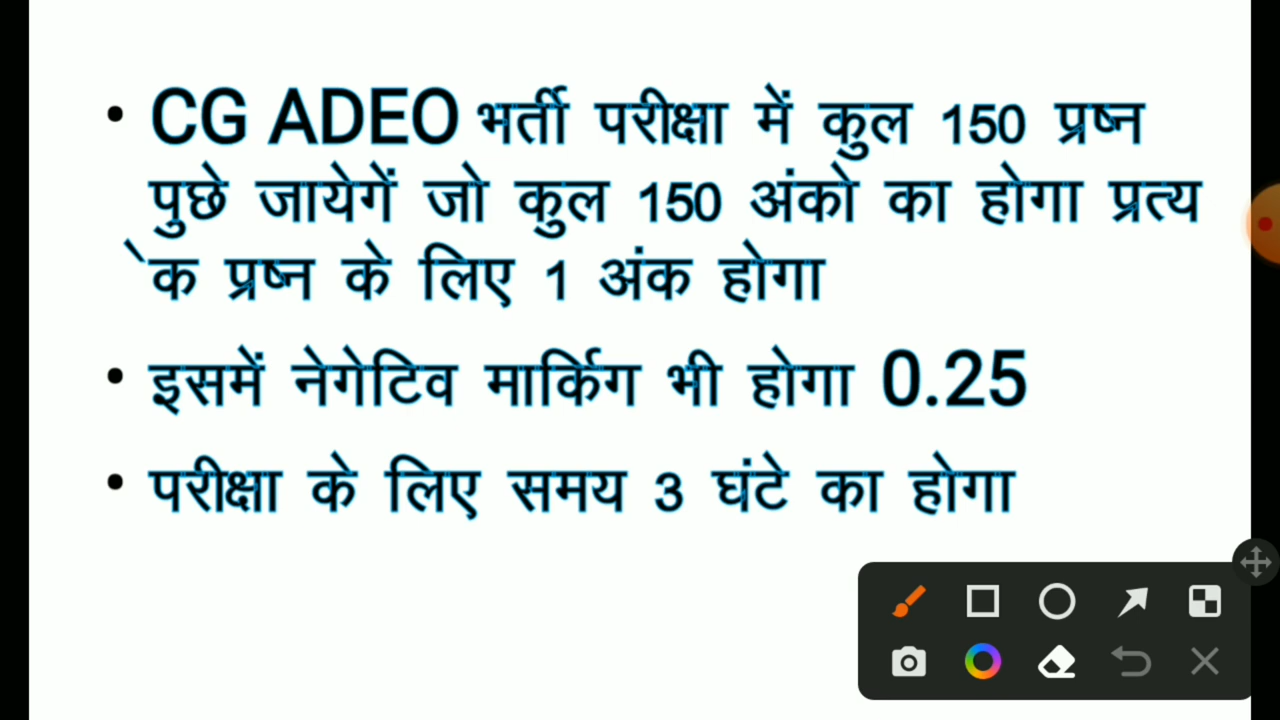 • CG ADEO भर्ती परीक्षा में कुल 150 प्रष्न
पुछे जायेगें जो कुल 150 अंको का होगा प्रत्य
ेक प्रष्न के लिए 1 अंक होगा
• इसमें नेगेटिव मार्किग भी होगा 0.25
• परीक्षा के लिए समय 3 घंटे का होगा